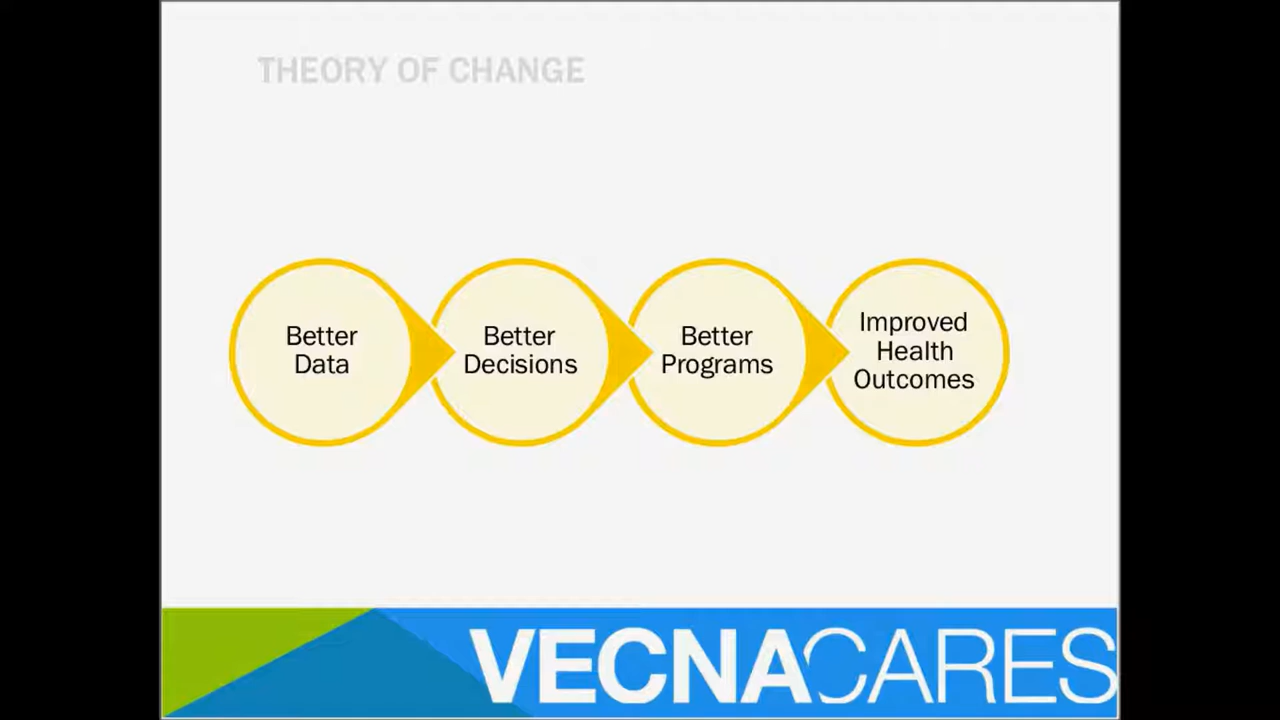 THEORY OF CHANGE
Better
Data
Better
Decisions
Better
Programs
Improved
Health
Outcomes
VECNACARES